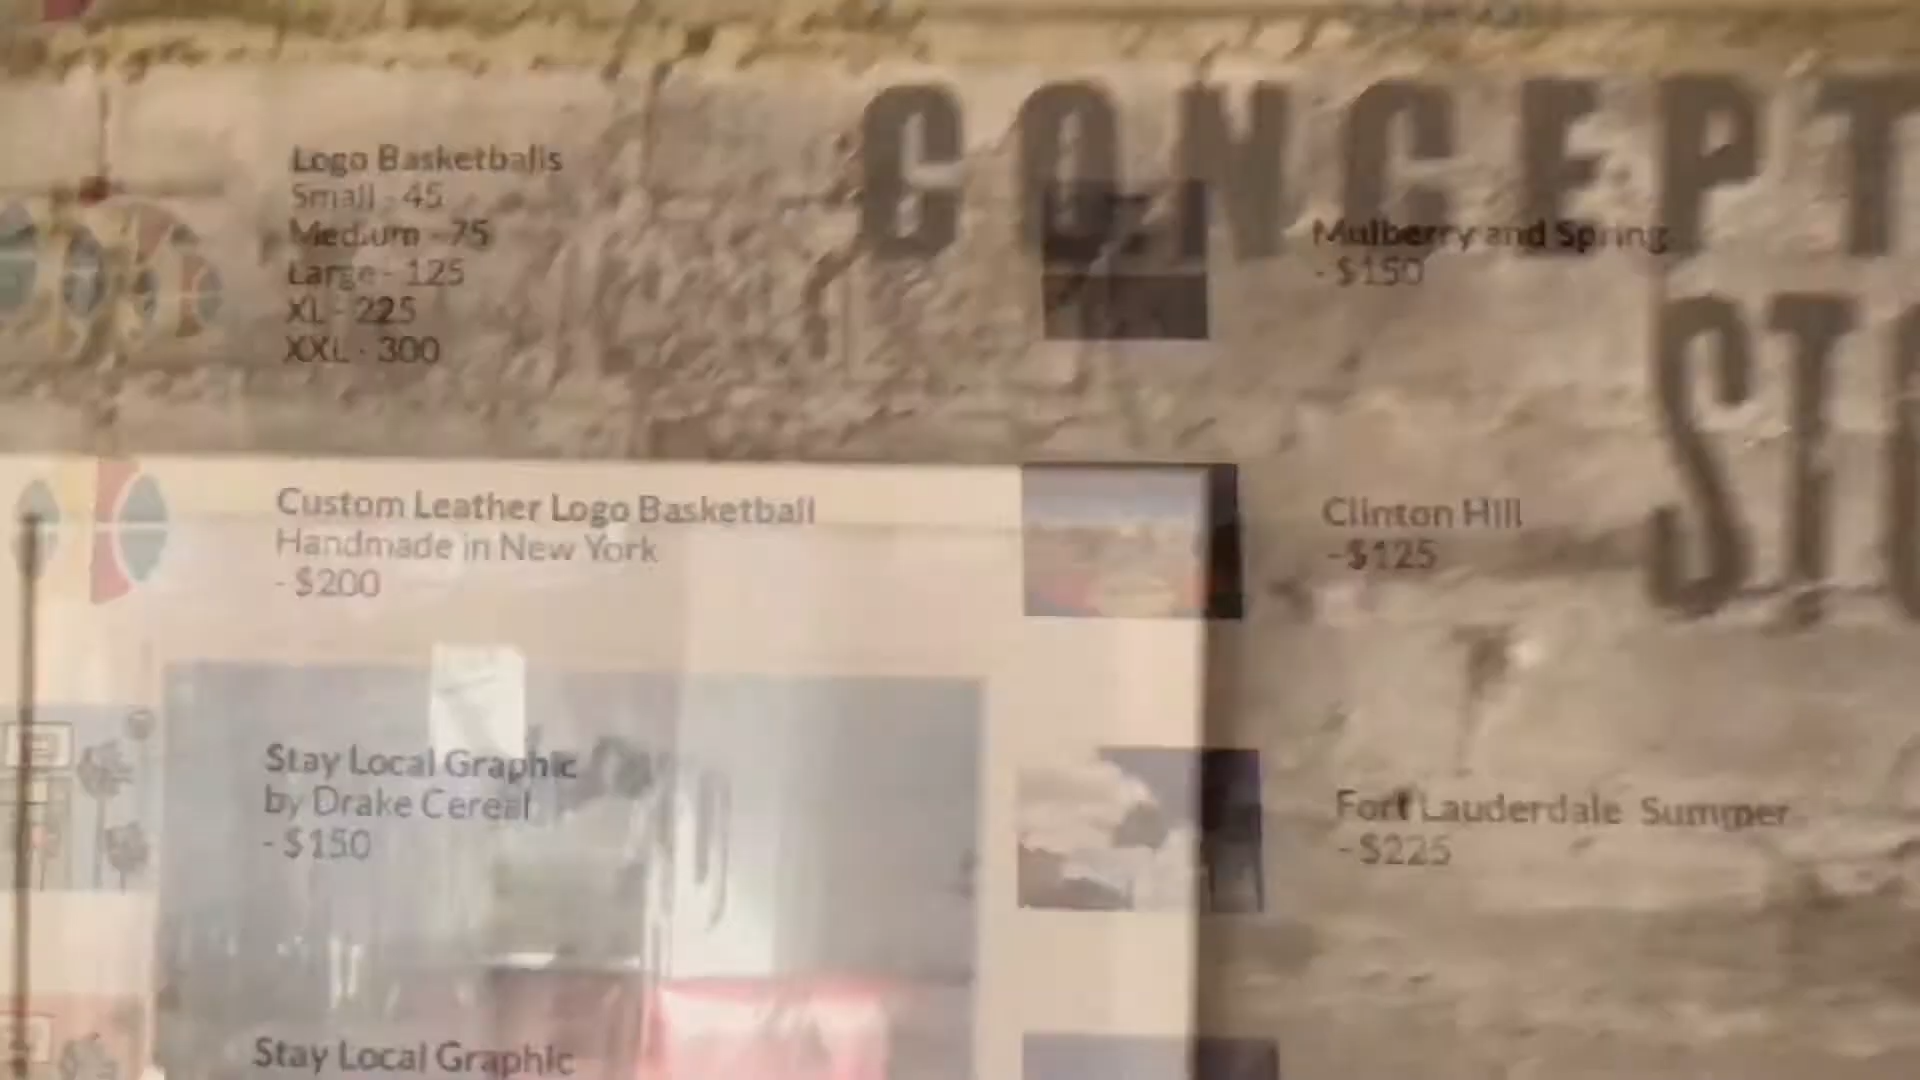 CONCEPT
Logo Basketballs
Small - 45
Medium - 75
Large - 125
XL - 225
XXL - 300
Mulberry and Spring
- $150
Custom Leather Logo Basketball
Handmade in New York
- $200
Clinton Hill
- $125
Stay Local Graphic
by Drake Cereal
- $150
Fort Lauderdale Summer
- $225
Stay Local Graphic